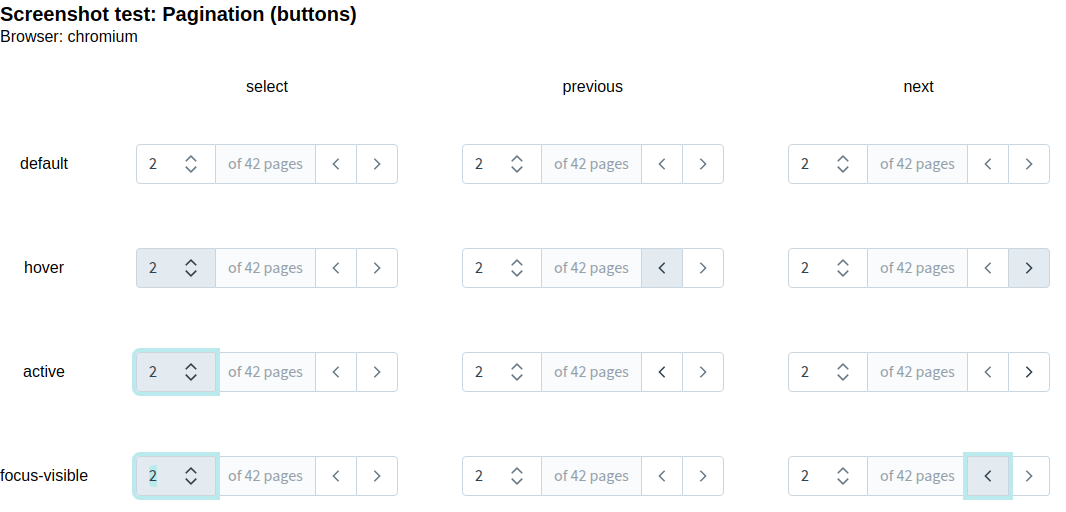 Screenshot test: Pagination (buttons)
Browser: chromium
select previous next
default 2 of 42 pages 2 of 42 pages 2 of 42 pages
hover 2 of 42 pages 2 of 42 pages 2 of 42 pages
active 2 of 42 pages 2 of 42 pages 2 of 42 pages
focus-visible 2 of 42 pages 2 of 42 pages 2 of 42 pages